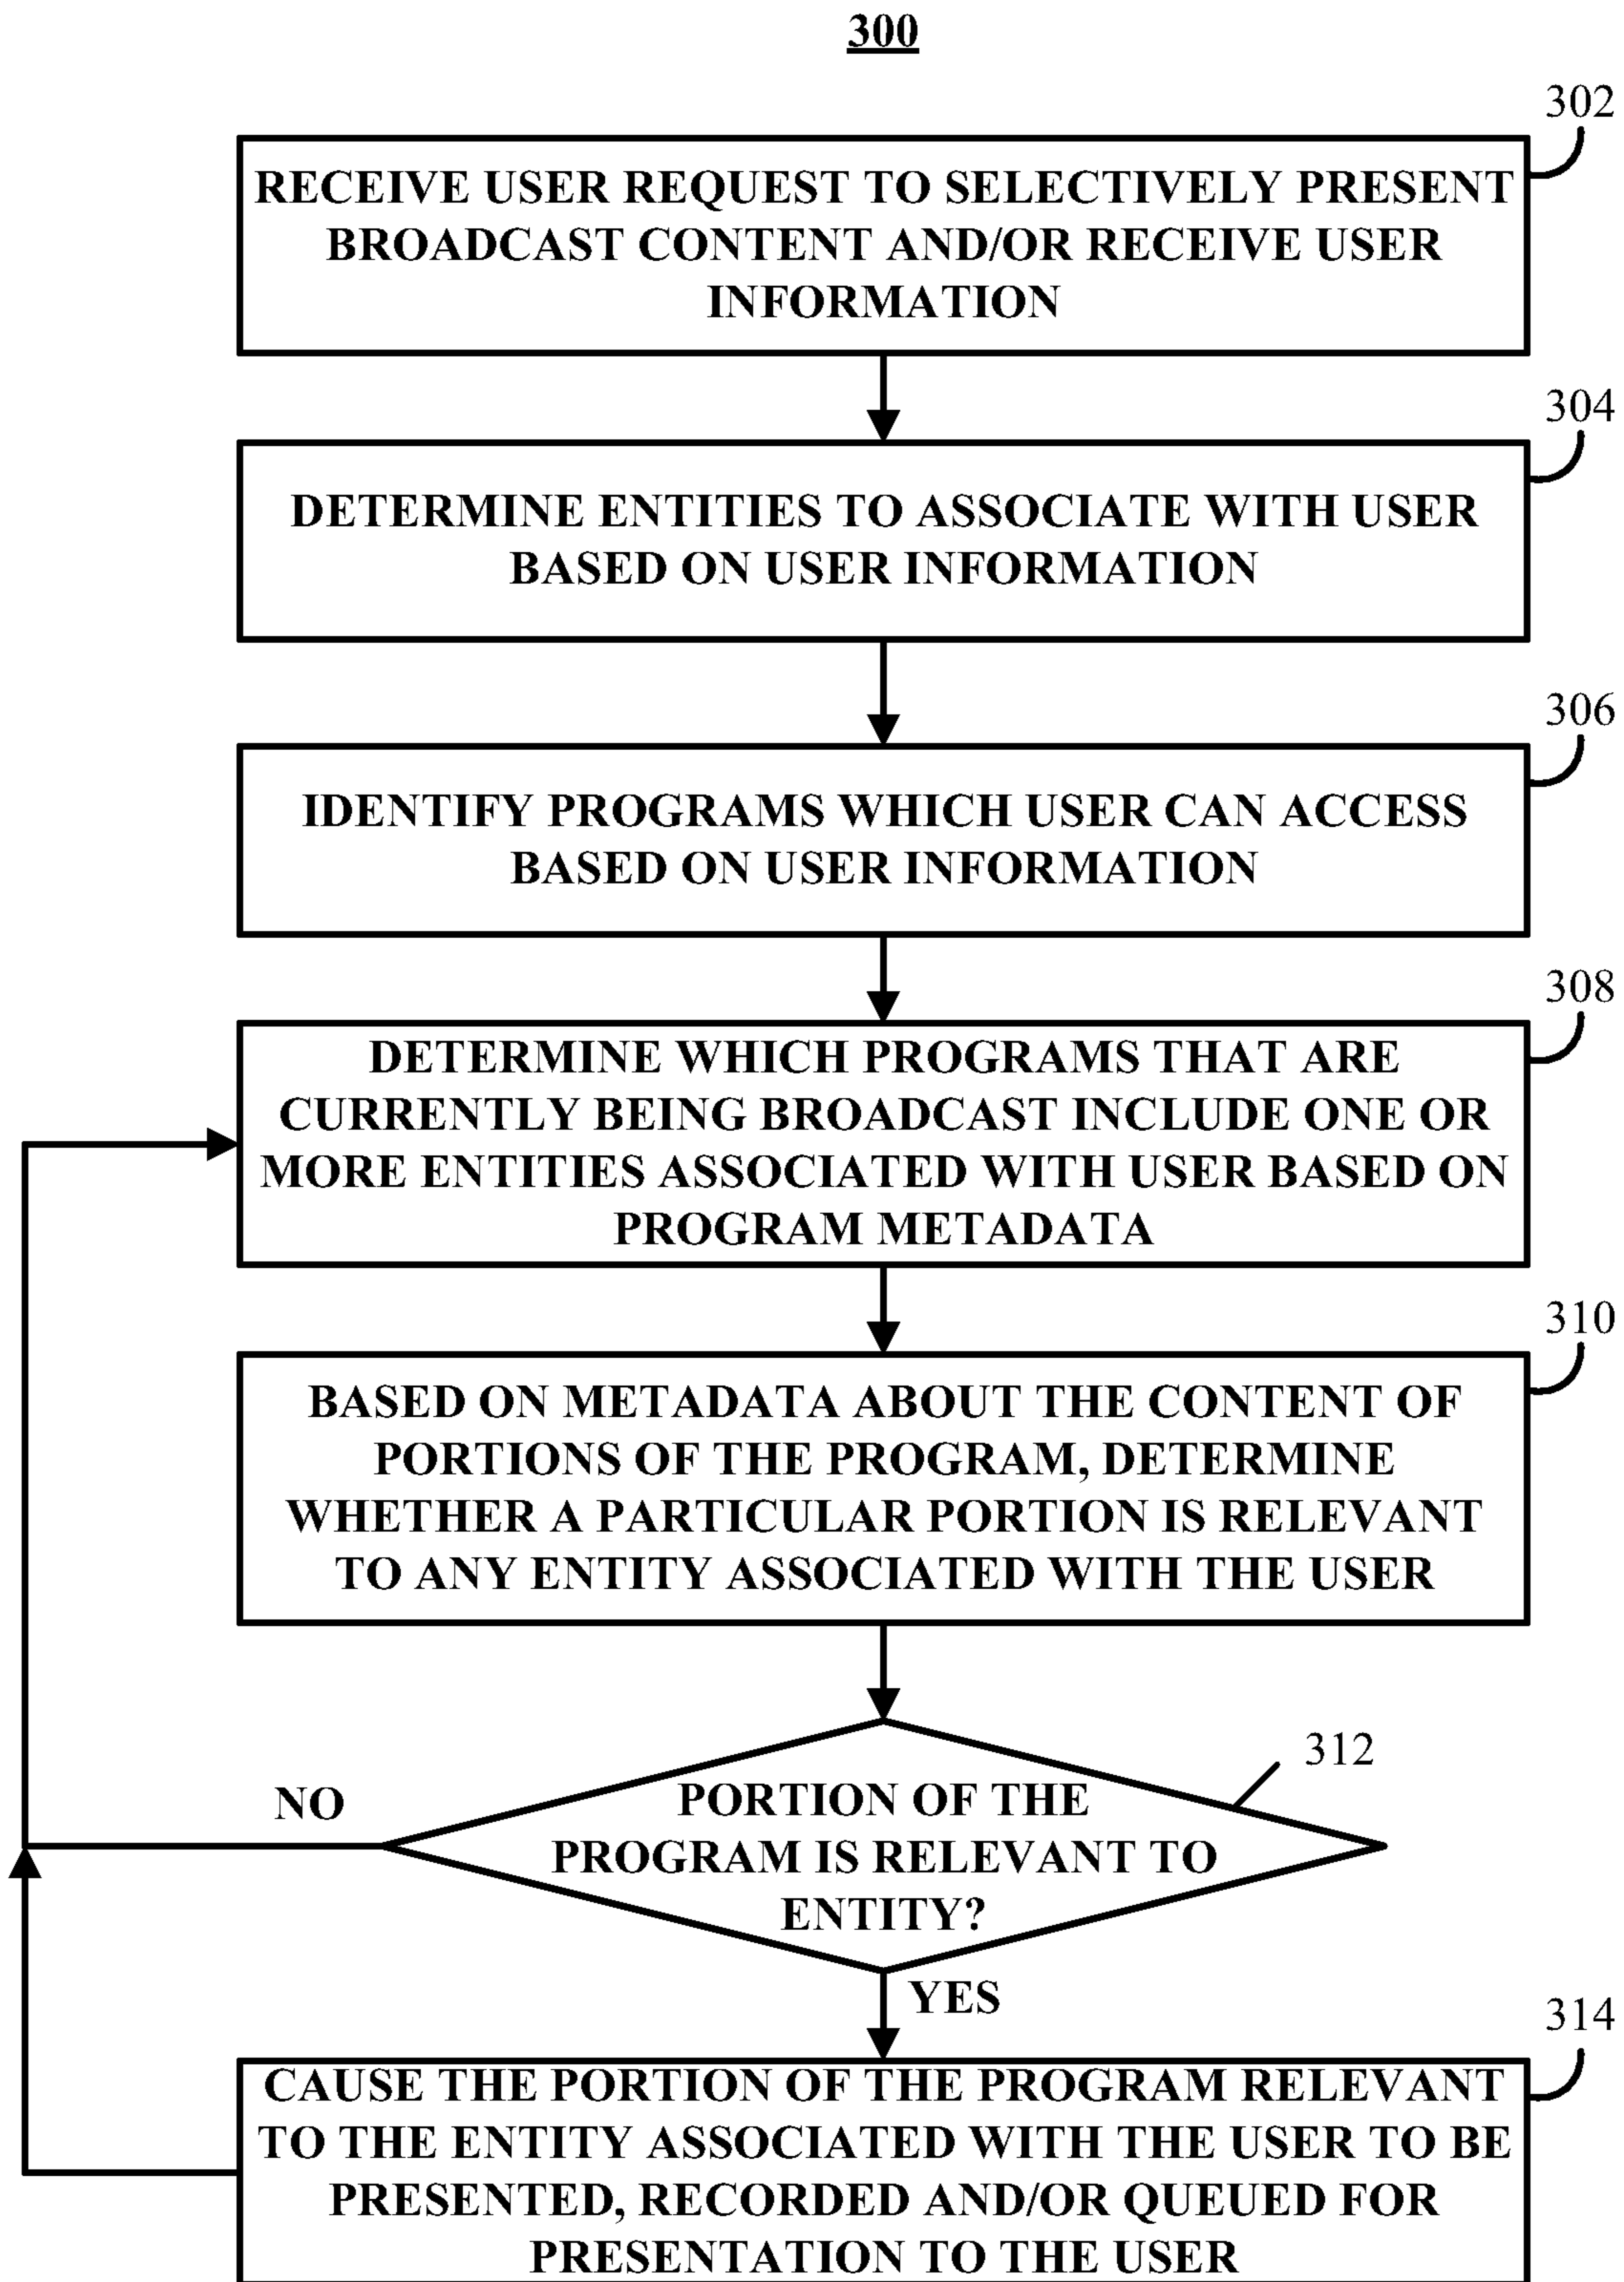 300
302
RECEIVE USER REQUEST TO SELECTIVELY PRESENT
BROADCAST CONTENT AND/OR RECEIVE USER
INFORMATION
304
DETERMINE ENTITIES TO ASSOCIATE WITH USER
BASED ON USER INFORMATION
306
IDENTIFY PROGRAMS WHICH USER CAN ACCESS
BASED ON USER INFORMATION
308
DETERMINE WHICH PROGRAMS THAT ARE
CURRENTLY BEING BROADCAST INCLUDE ONE OR
MORE ENTITIES ASSOCIATED WITH USER BASED ON
PROGRAM METADATA
310
BASED ON METADATA ABOUT THE CONTENT OF
PORTIONS OF THE PROGRAM, DETERMINE
WHETHER A PARTICULAR PORTION IS RELEVANT
TO ANY ENTITY ASSOCIATED WITH THE USER
312
NO
PORTION OF THE
PROGRAM IS RELEVANT TO
ENTITY?
YES
314
CAUSE THE PORTION OF THE PROGRAM RELEVANT
TO THE ENTITY ASSOCIATED WITH THE USER TO BE
PRESENTED, RECORDED AND/OR QUEUED FOR
PRESENTATION TO THE USER